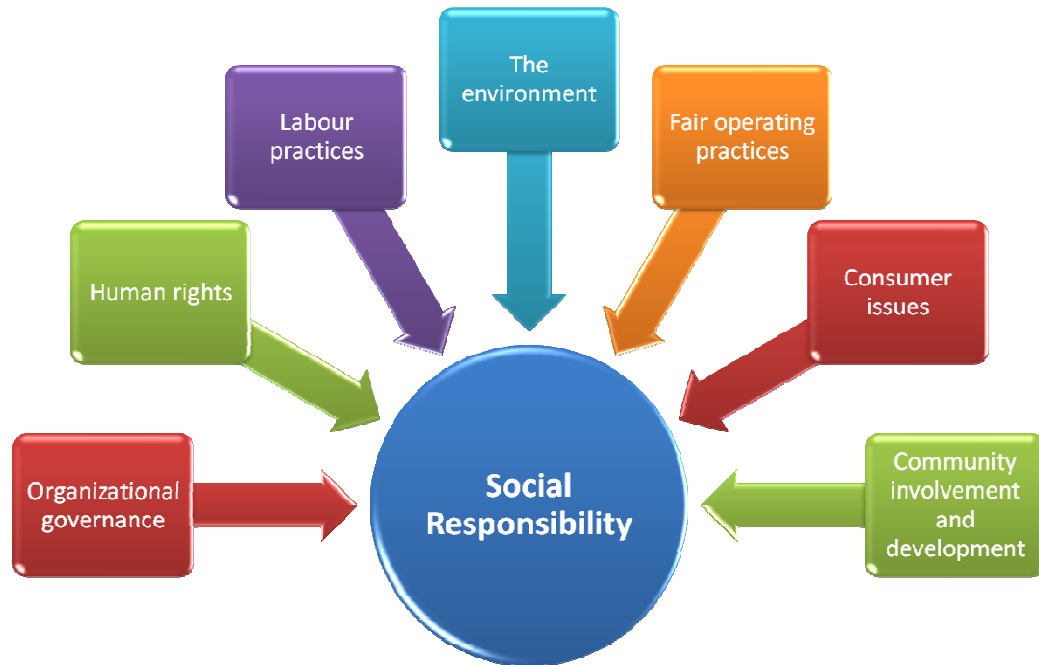 The
environment
Labour
practices
Fair operating
practices
Human rights
Consumer
issues
Organizational
governance
Social
Responsibility
Community
involvement
and
development